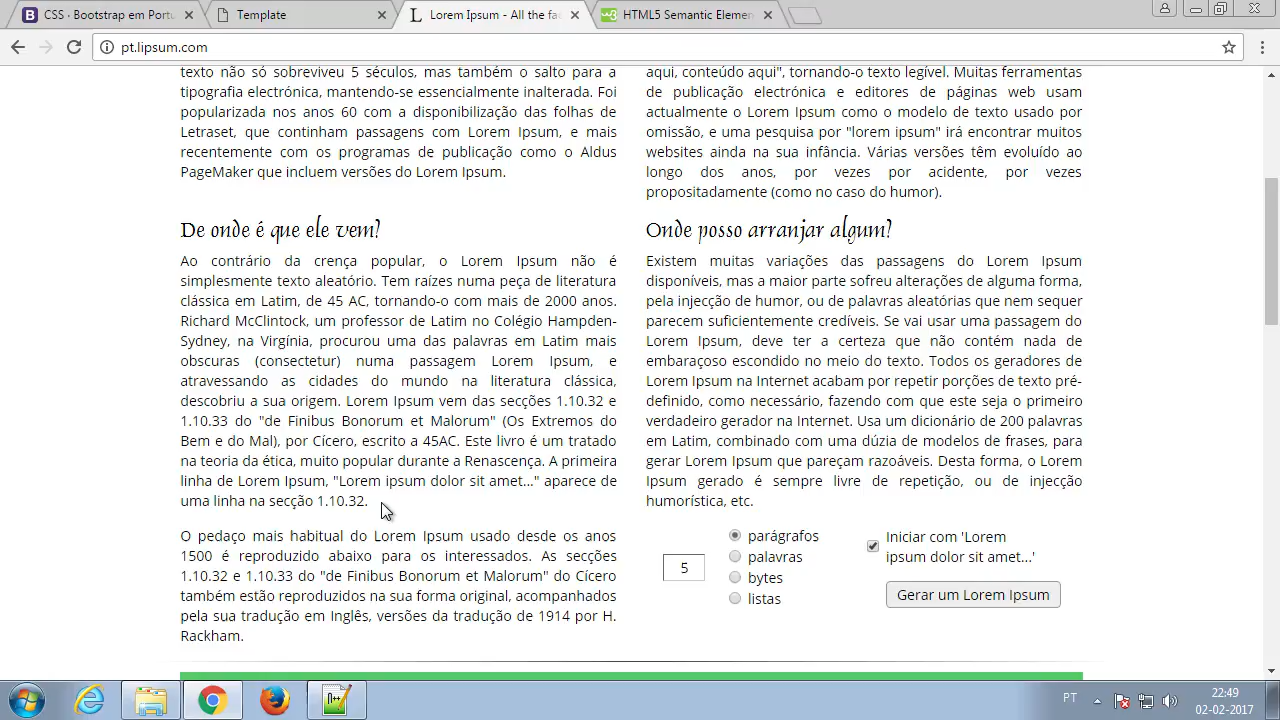 CSS · Bootstrap em Portu
Template
Lorem Ipsum - All the fa
HTML5 Semantic Elemen
pt.lipsum.com
texto não só sobreviveu 5 séculos, mas também o salto para a
tipografia electrónica, mantendo-se essencialmente inalterada. Foi
popularizada nos anos 60 com a disponibilização das folhas de
Letraset, que continham passagens com Lorem Ipsum, e mais
recentemente com os programas de publicação como o Aldus
PageMaker que incluem versões do Lorem Ipsum.
aqui, conteúdo aqui", tornando-o texto legível. Muitas ferramentas
de publicação electrónica e editores de páginas web usam
actualmente o Lorem Ipsum como o modelo de texto usado por
omissão, e uma pesquisa por "lorem ipsum" irá encontrar muitos
websites ainda na sua infância. Várias versões têm evoluído ao
longo dos anos, por vezes por acidente, por vezes
propositadamente (como no caso do humor).
De onde é que ele vem?
Ao contrário da crença popular, o Lorem Ipsum não é
simplesmente texto aleatório. Tem raízes numa peça de literatura
clássica em Latim, de 45 AC, tornando-o com mais de 2000 anos.
Richard McClintock, um professor de Latim no Colégio Hampden-
Sydney, na Virgínia, procurou uma das palavras em Latim mais
obscuras (consectetur) numa passagem Lorem Ipsum, e
atravessando as cidades do mundo na literatura clássica,
descobriu a sua origem. Lorem Ipsum vem das secções 1.10.32 e
1.10.33 do "de Finibus Bonorum et Malorum" (Os Extremos do
Bem e do Mal), por Cícero, escrito a 45AC. Este livro é um tratado
na teoria da ética, muito popular durante a Renascença. A primeira
linha de Lorem Ipsum, "Lorem ipsum dolor sit amet..." aparece de
uma linha na secção 1.10.32.
O pedaço mais habitual do Lorem Ipsum usado desde os anos
1500 é reproduzido abaixo para os interessados. As secções
1.10.32 e 1.10.33 do "de Finibus Bonorum et Malorum" do Cícero
também estão reproduzidos na sua forma original, acompanhados
pela sua tradução em Inglês, versões da tradução de 1914 por H.
Rackham.
Onde posso arranjar algum?
Existem muitas variações das passagens do Lorem Ipsum
disponíveis, mas a maior parte sofreu alterações de alguma forma,
pela injecção de humor, ou de palavras aleatórias que nem sequer
parecem suficientemente credíveis. Se vai usar uma passagem do
Lorem Ipsum, deve ter a certeza que não contém nada de
embaraçoso escondido no meio do texto. Todos os geradores de
Lorem Ipsum na Internet acabam por repetir porções de texto pré-
definido, como necessário, fazendo com que este seja o primeiro
verdadeiro gerador na Internet. Usa um dicionário de 200 palavras
em Latim, combinado com uma dúzia de modelos de frases, para
gerar Lorem Ipsum que pareçam razoáveis. Desta forma, o Lorem
Ipsum gerado é sempre livre de repetição, ou de injecção
humorística, etc.
5
parágrafos
palavras
bytes
listas
Iniciar com 'Lorem
ipsum dolor sit amet...'
Gerar um Lorem Ipsum
PT
22:49
02-02-2017